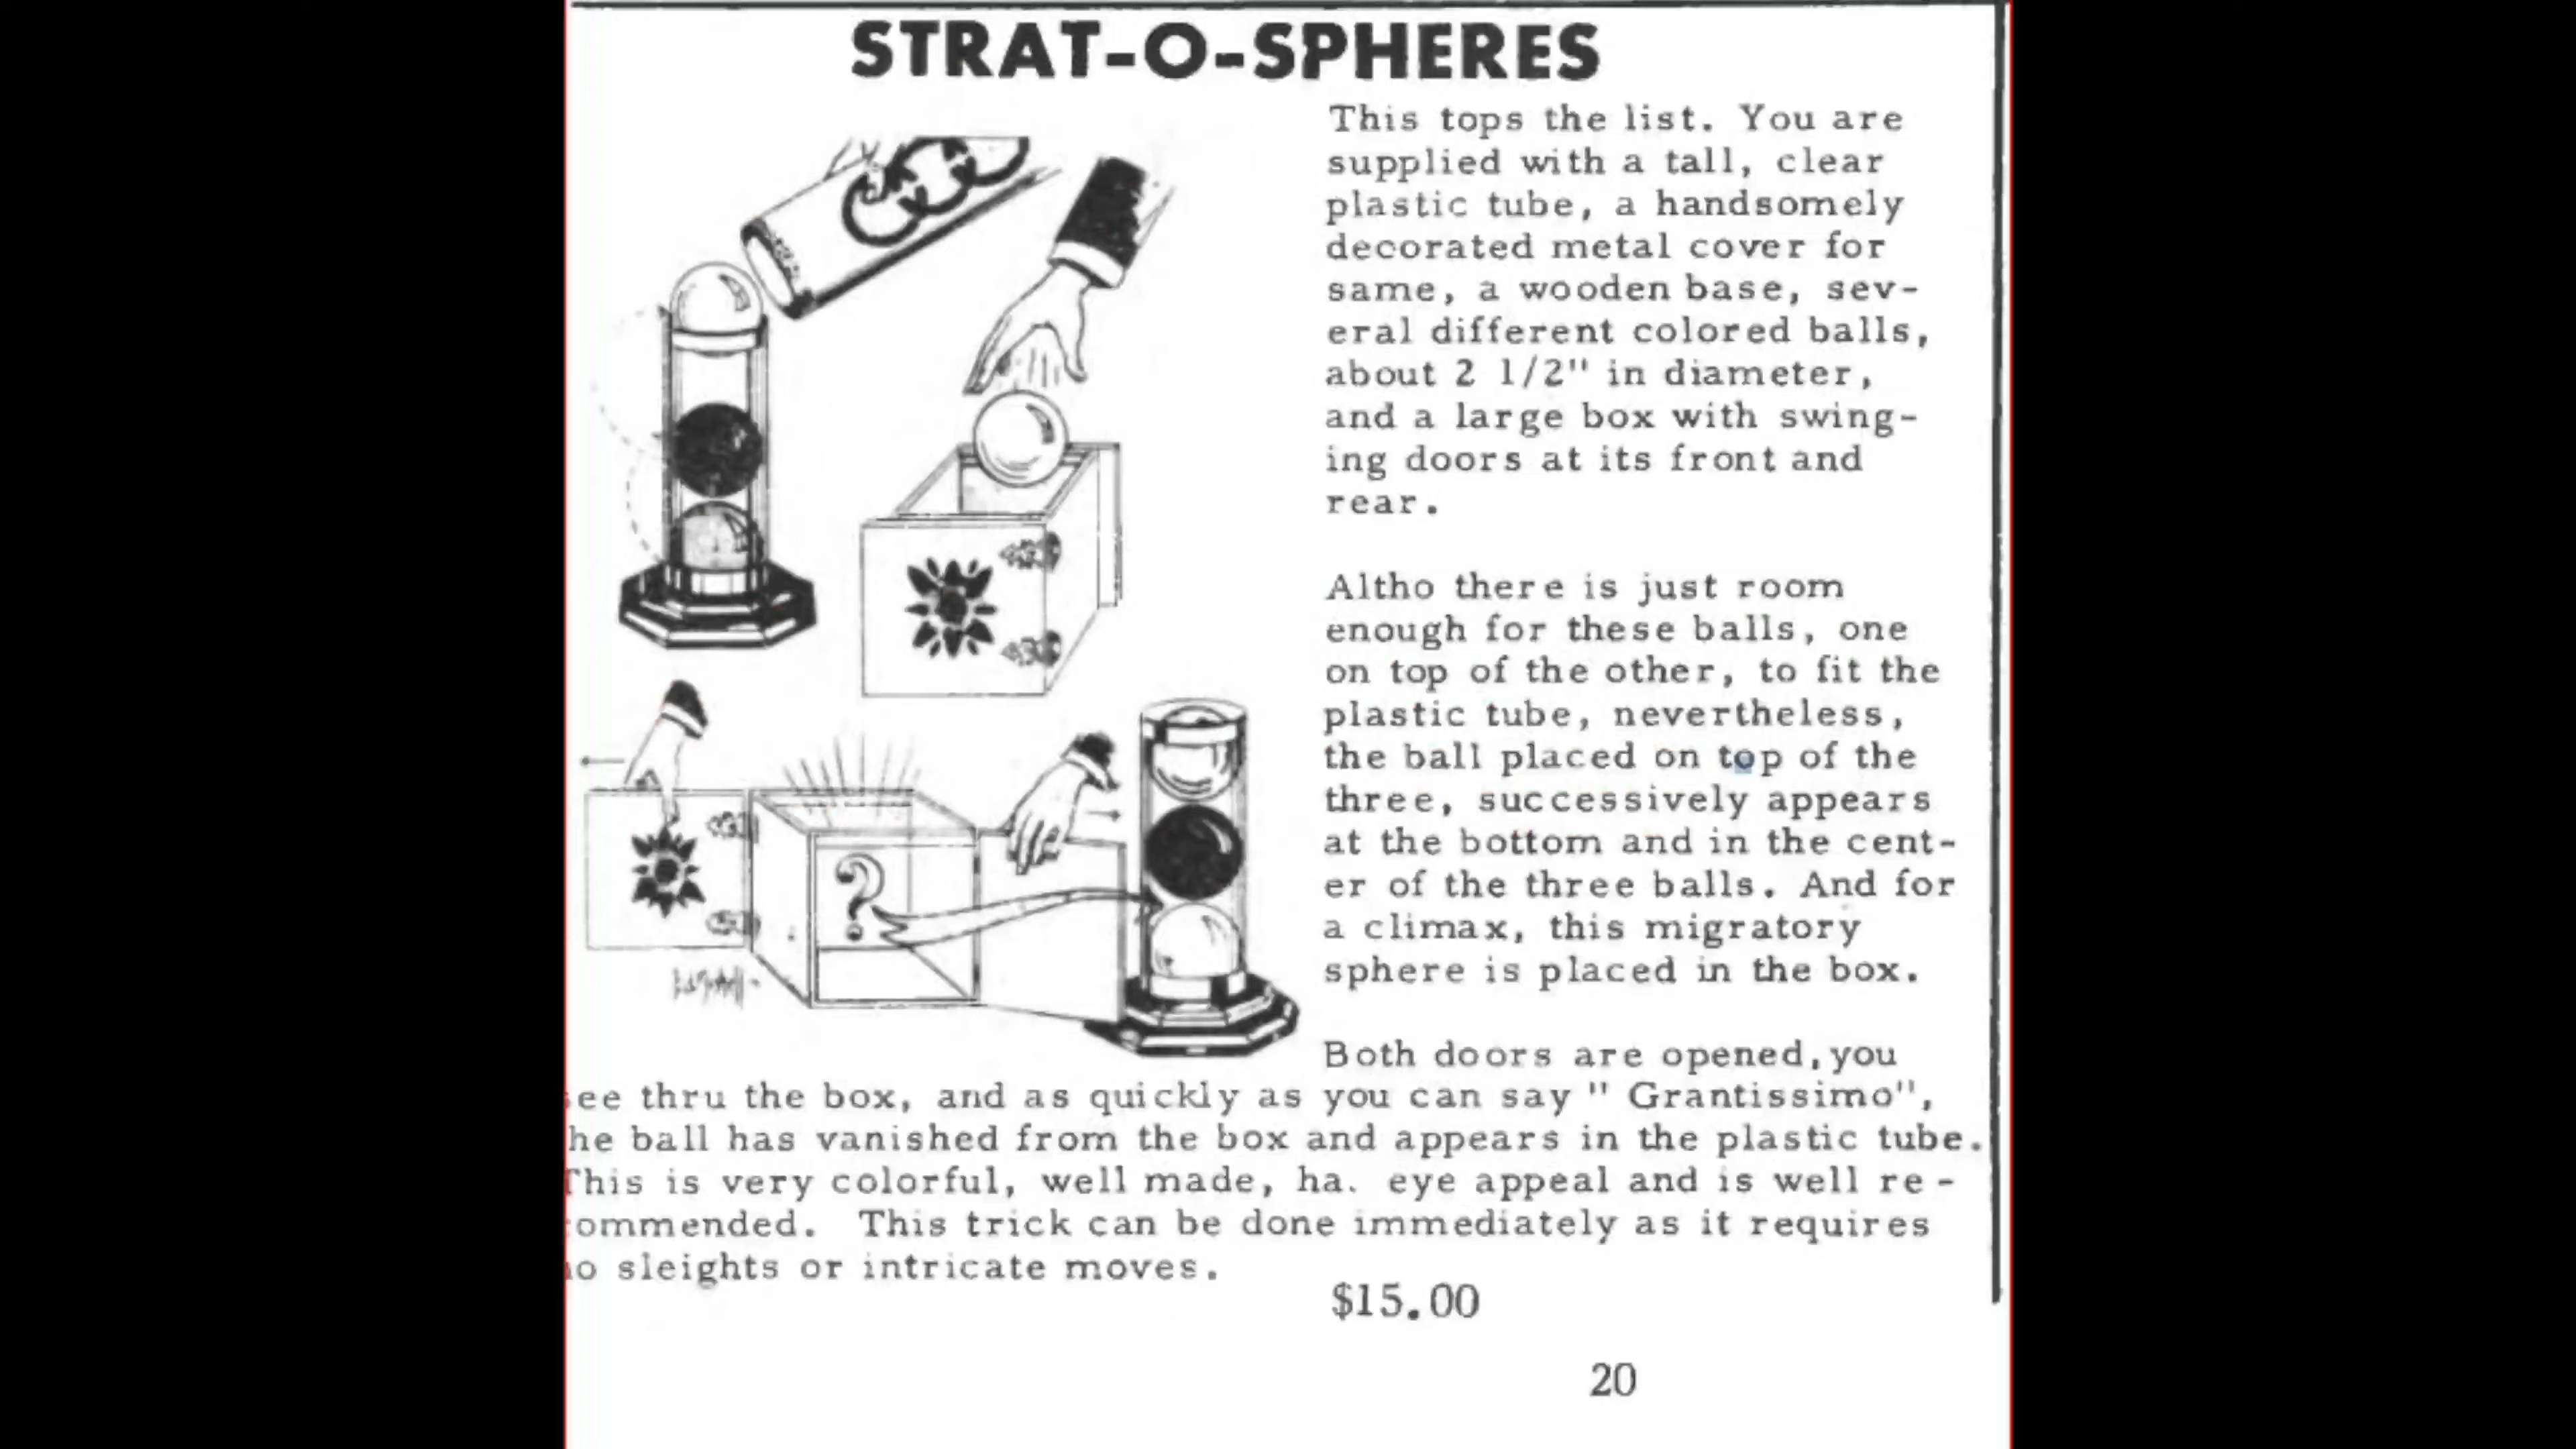 STRAT-O-SPHERES
This tops the list. You are
supplied with a tall, clear
plastic tube, a handsomely
decorated metal cover for
same, a wooden base, sev-
eral different colored balls,
about 2 1/2" in diameter,
and a large box with swing-
ing doors at its front and
rear.
Altho there is just room
enough for these balls, one
on top of the other, to fit the
plastic tube, nevertheless,
the ball placed on top of the
three, successively appears
at the bottom and in the cent-
er of the three balls. And for
a climax, this migratory
sphere is placed in the box.
?
Both doors are opened, you
see thru the box, and as quickly as you can say " Grantissimo",
he ball has vanished from the box and appears in the plastic tube.
This is very colorful, well made, ha. eye appeal and is well re -
commended. This trick can be done immediately as it requires
no sleights or intricate moves.
$15.00
20